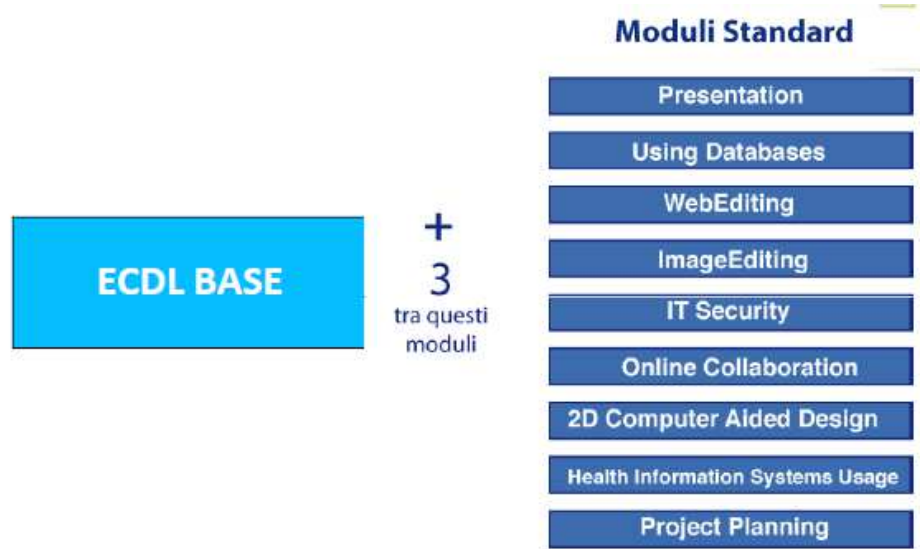 Moduli Standard
Presentation
Using Databases
WebEditing
ImageEditing
IT Security
Online Collaboration
2D Computer Aided Design
Health Information Systems Usage
Project Planning
ECDL BASE
+
3
tra questi
moduli